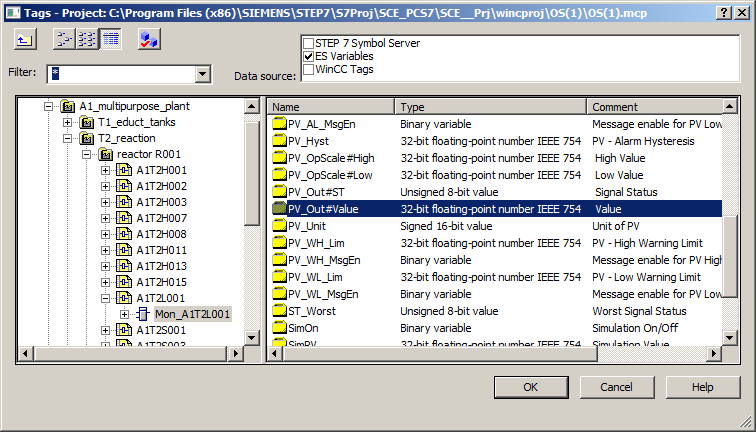 Tags - Project: C:\Program Files (x86)\SIEMENS\STEP7\S7Proj\SCE_PCS7\SCE__Prj\wincproj\OS(1)\OS(1).mcp
Filter: *
Data source:
STEP 7 Symbol Server
ES Variables
WinCC Tags
A1_multipurpose_plant
T1_educt_tanks
T2_reaction
reactor R001
A1T2H001
A1T2H002
A1T2H003
A1T2H007
A1T2H008
A1T2H011
A1T2H013
A1T2H015
A1T2L001
Mon_A1T2L001
A1T2S001
A1T2S003
Name Type Comment
PV_AL_MsgEn Binary variable Message enable for PV Low
PV_Hyst 32-bit floating-point number IEEE 754 PV - Alarm Hysteresis
PV_OpScale#High 32-bit floating-point number IEEE 754 High Value
PV_OpScale#Low 32-bit floating-point number IEEE 754 Low Value
PV_Out#ST Unsigned 8-bit value Signal Status
PV_Out#Value 32-bit floating-point number IEEE 754 Value
PV_Unit Signed 16-bit value Unit of PV
PV_WH_Lim 32-bit floating-point number IEEE 754 PV - High Warning Limit
PV_WH_MsgEn Binary variable Message enable for PV High
PV_WL_Lim 32-bit floating-point number IEEE 754 PV - Low Warning Limit
PV_WL_MsgEn Binary variable Message enable for PV Low
ST_Worst Unsigned 8-bit value Worst Signal Status
SimOn Binary variable Simulation On/Off
SimPV 32-bit floating-point number IEEE 754 Simulation Value
OK Cancel Help